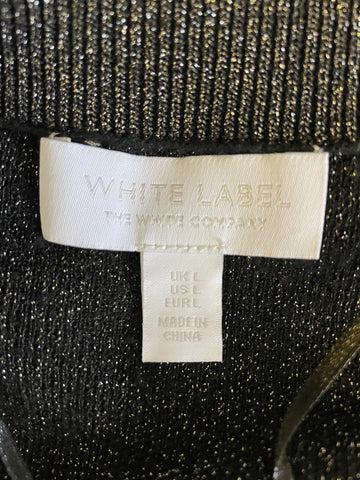 WHITE LABEL
THE WHITE COMPANY
UK L
US L
EUR L
MADE IN
CHINA